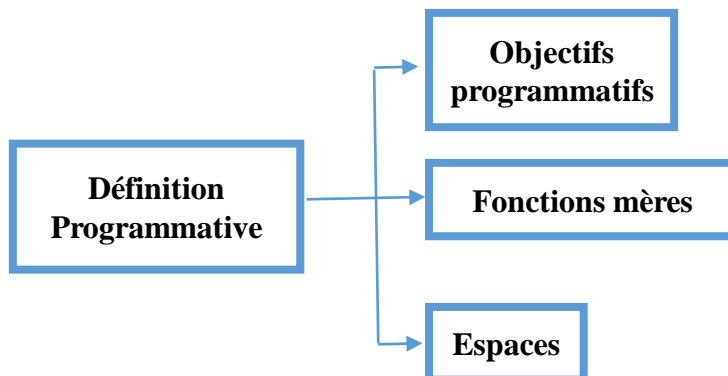 Objectifs
programmatifs
Définition
Programmative
Fonctions mères
Espaces